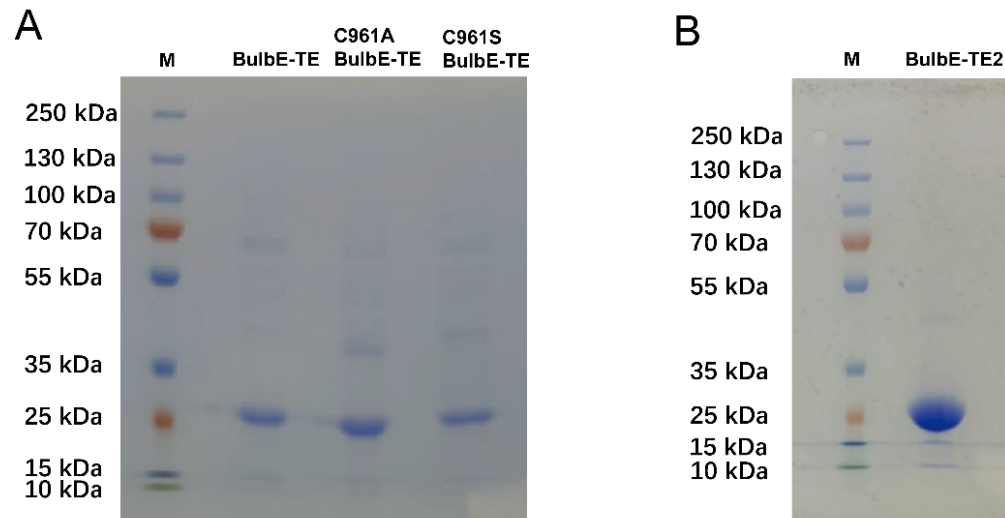 A
M
BulbE-TE
C961A
BulbE-TE
C961S
BulbE-TE
250 kDa
130 kDa
100 kDa
70 kDa
55 kDa
35 kDa
25 kDa
15 kDa
10 kDa
B
M
BulbE-TE2
250 kDa
130 kDa
100 kDa
70 kDa
55 kDa
35 kDa
25 kDa
15 kDa
10 kDa